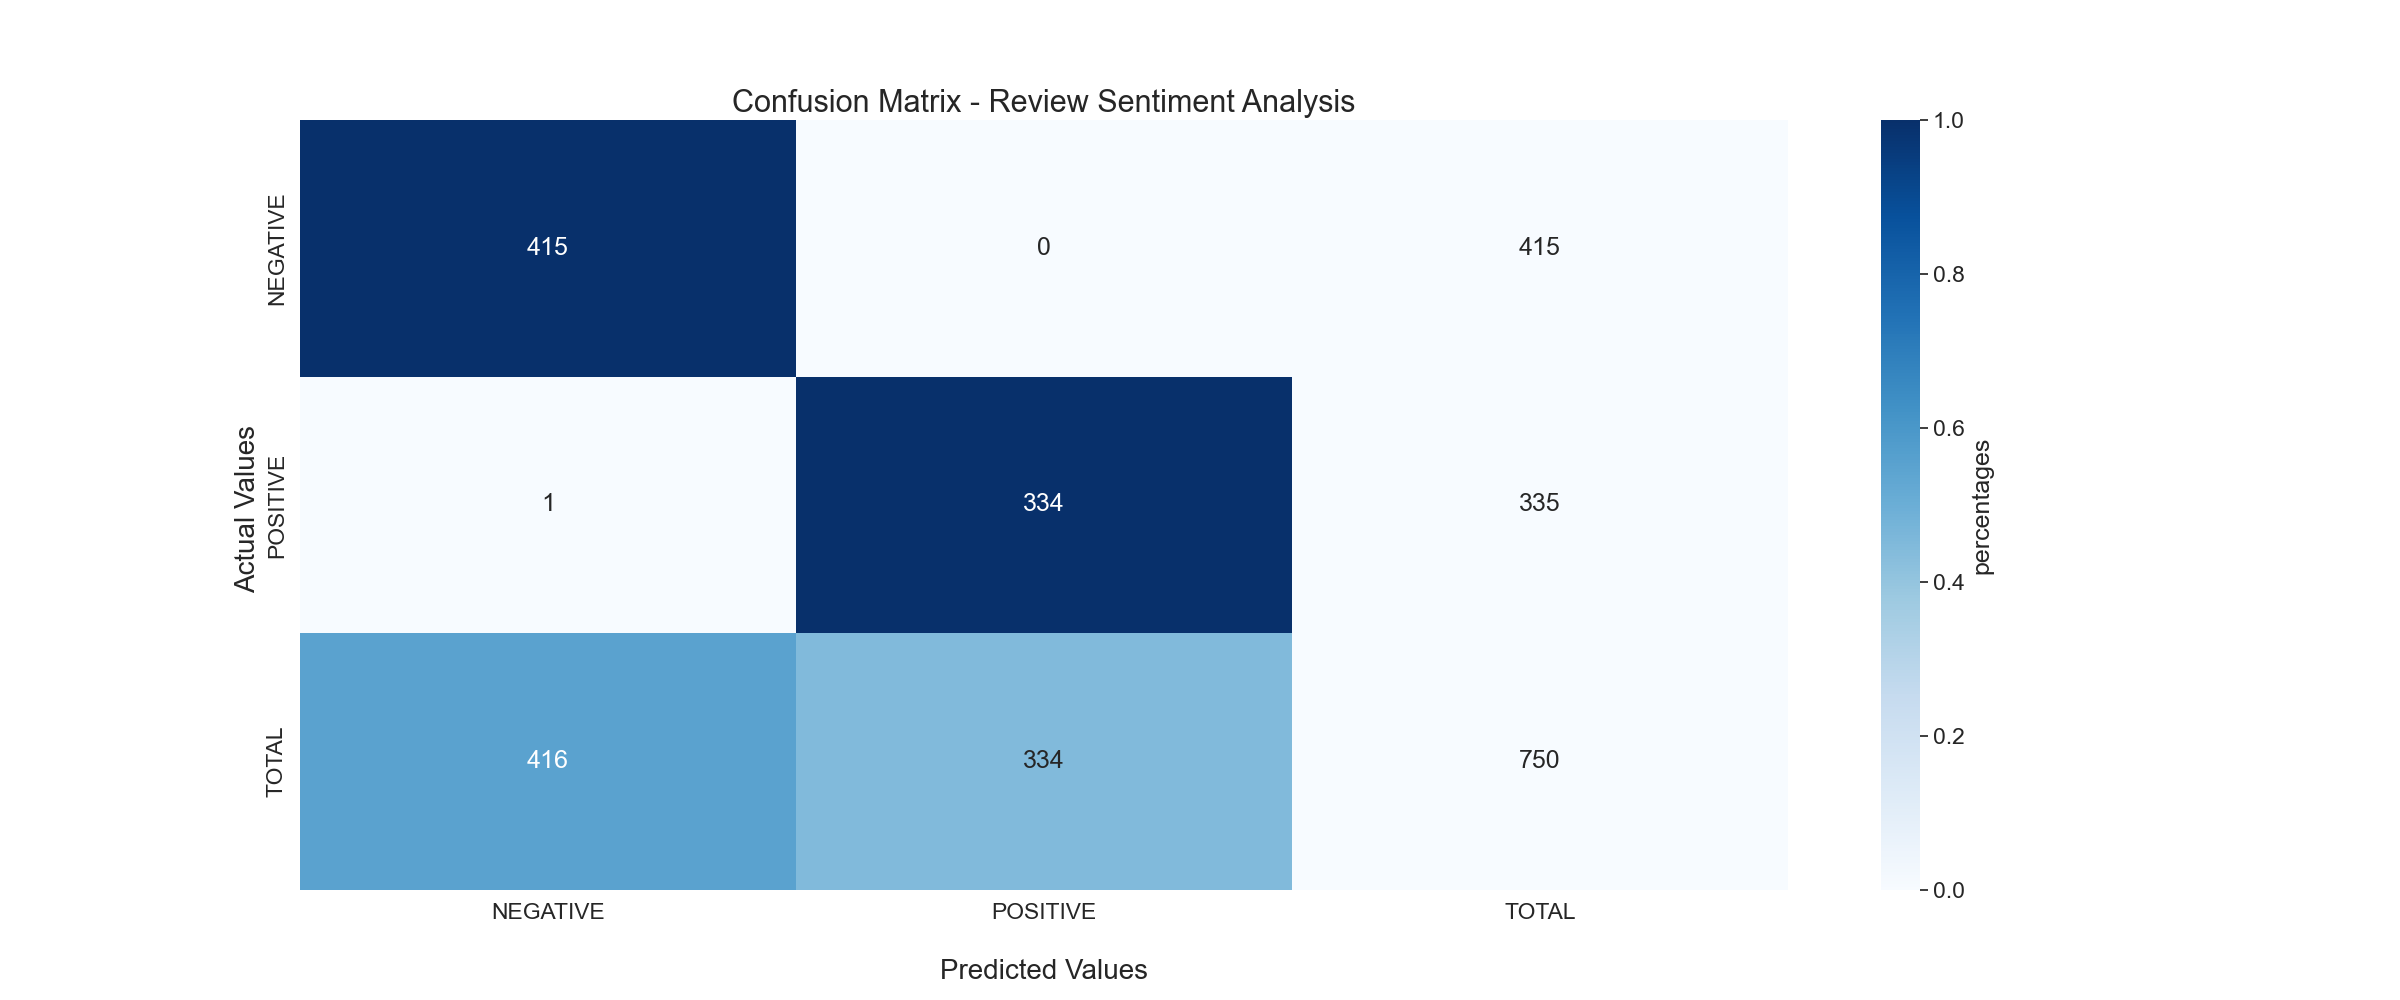 Confusion Matrix - Review Sentiment Analysis
Actual Values
NEGATIVE
415
0
415
POSITIVE
1
334
335
TOTAL
416
334
750
NEGATIVE
POSITIVE
TOTAL
Predicted Values
1.0
0.8
0.6
0.4
0.2
0.0
percentages